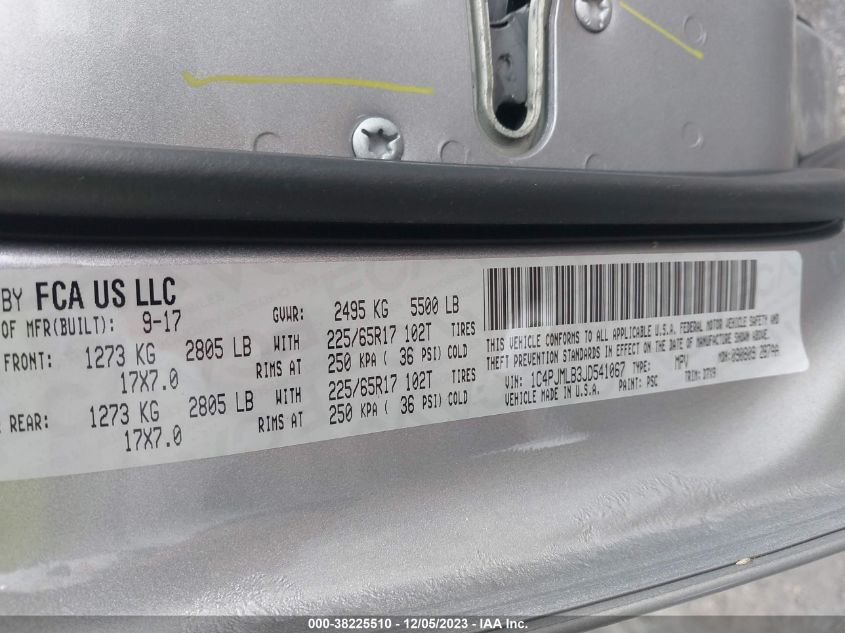 BY FCA US LLC
OF MFR(BUILT): 9-17 GVWR: 2495 KG 5500 LB
FRONT: 1273 KG 2805 LB WITH 225/65R17 102T TIRES
17X7.0 RIMS AT 250 KPA ( 36 PSI) COLD
REAR: 1273 KG 2805 LB WITH 225/65R17 102T TIRES
17X7.0 RIMS AT 250 KPA ( 36 PSI) COLD
THIS VEHICLE CONFORMS TO ALL APPLICABLE U.S.A. FEDERAL MOTOR VEHICLE SAFETY AND
THEFT PREVENTION STANDARDS IN EFFECT ON THE DATE OF MANUFACTURE SHOWN ABOVE.
VIN: 1C4PJMLB3JD541067 TYPE: MPV MDH: 090809 297AA
VEHICLE MADE IN U.S.A. PAINT: PSC TRIM: D7X9
000-38225510 - 12/05/2023 - IAA Inc.